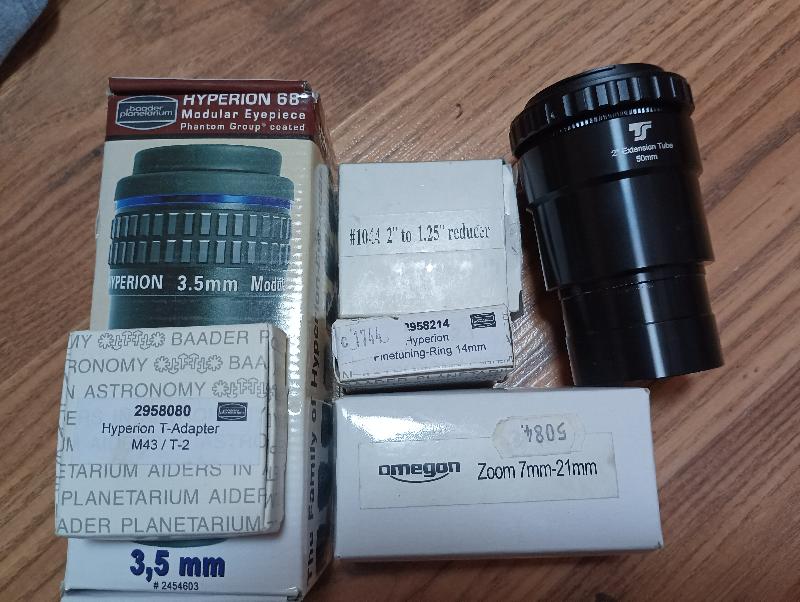 baader planetarium
HYPERION 68°
Modular Eyepiece
Phantom Group® coated
HYPERION 3.5mm
The Family of
3,5 mm
# 2454603
ASTRONOMY
BAADER
2958080
Hyperion T-Adapter
M43 / T-2
PLANETARIUM AIDERS IN
PLANETARIUM AIDER
BAADER PLANETARIUM
2" to 1.25" reducer
2958214
Hyperion
Finetuning-Ring 14mm
TS
2" Extension Tube
50mm
5084
omegon
Zoom 7mm-21mm